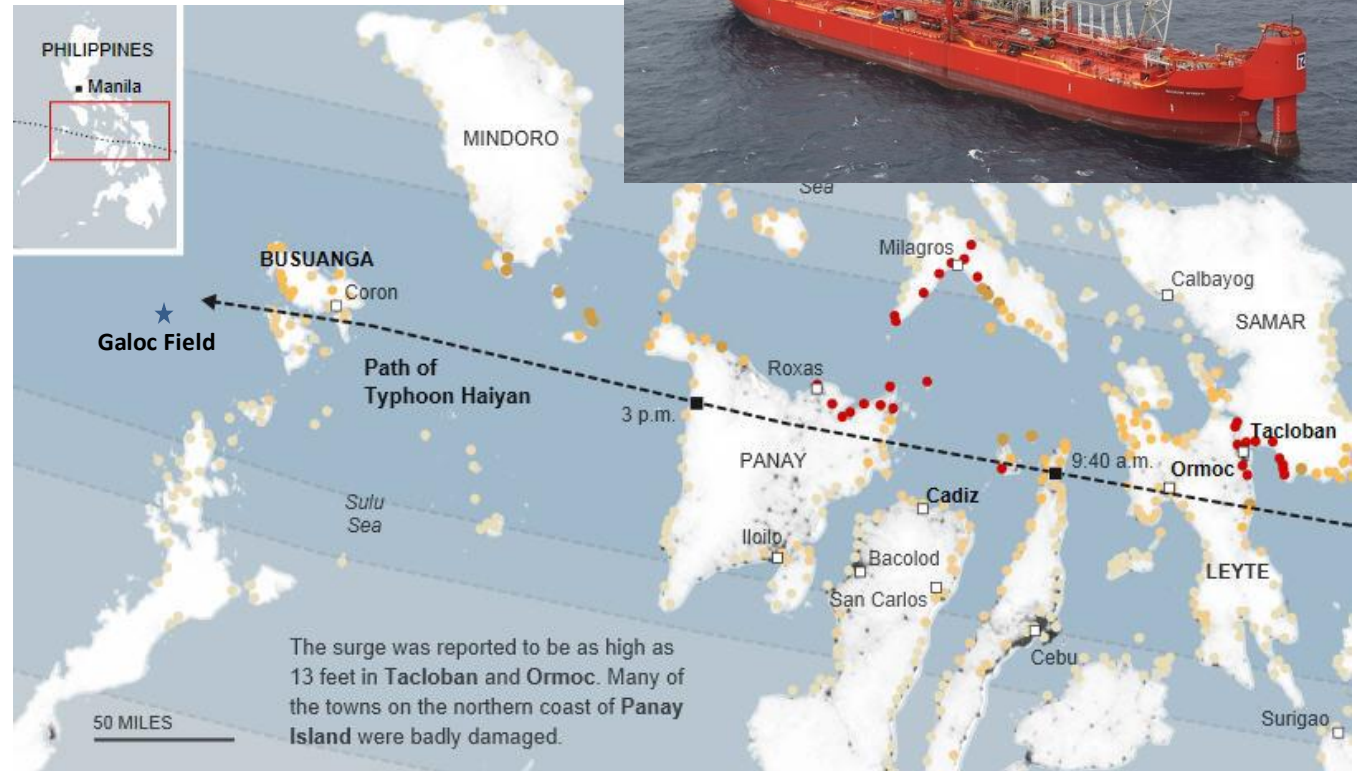 PHILIPPINES
Manila
MINDORO
Sea
Milagros
Calbayog
SAMAR
BUSUANGA
Coron
Galoc Field
Path of
Typhoon Haiyan
Roxas
3 p.m.
PANAY
9:40 a.m.
Tacloban
Ormoc
Cadiz
Sulu
Sea
Iloilo
Bacolod
San Carlos
LEYTE
Cebu
The surge was reported to be as high as
13 feet in Tacloban and Ormoc. Many of
the towns on the northern coast of Panay
Island were badly damaged.
50 MILES
Surigao